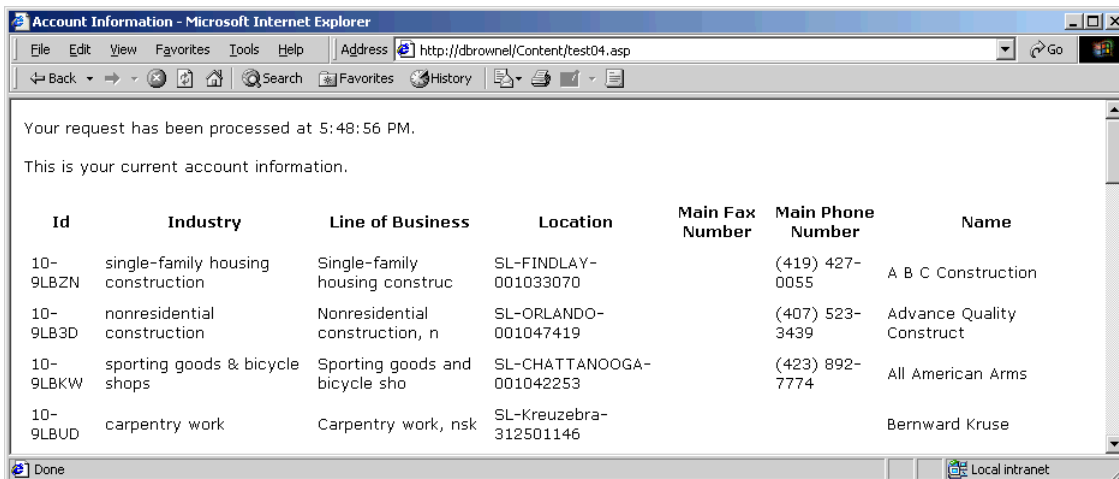 Account Information - Microsoft Internet Explorer
File Edit View Favorites Tools Help Address http://dbrownel/Content/test04.asp Go
Back Search Favorites History
Your request has been processed at 5:48:56 PM.
This is your current account information.
Id Industry Line of Business Location Main Fax Number Main Phone Number Name
10-9LBZN single-family housing construction Single-family housing construc SL-FINDLAY-001033070 (419) 427-0055 A B C Construction
10-9LB3D nonresidential construction Nonresidential construction, n SL-ORLANDO-001047419 (407) 523-3439 Advance Quality Construct
10-9LBKW sporting goods & bicycle shops Sporting goods and bicycle sho SL-CHATTANOOGA-001042253 (423) 892-7774 All American Arms
10-9LBUD carpentry work Carpentry work, nsk SL-Kreuzebra-312501146 Bernward Kruse
Done Local intranet